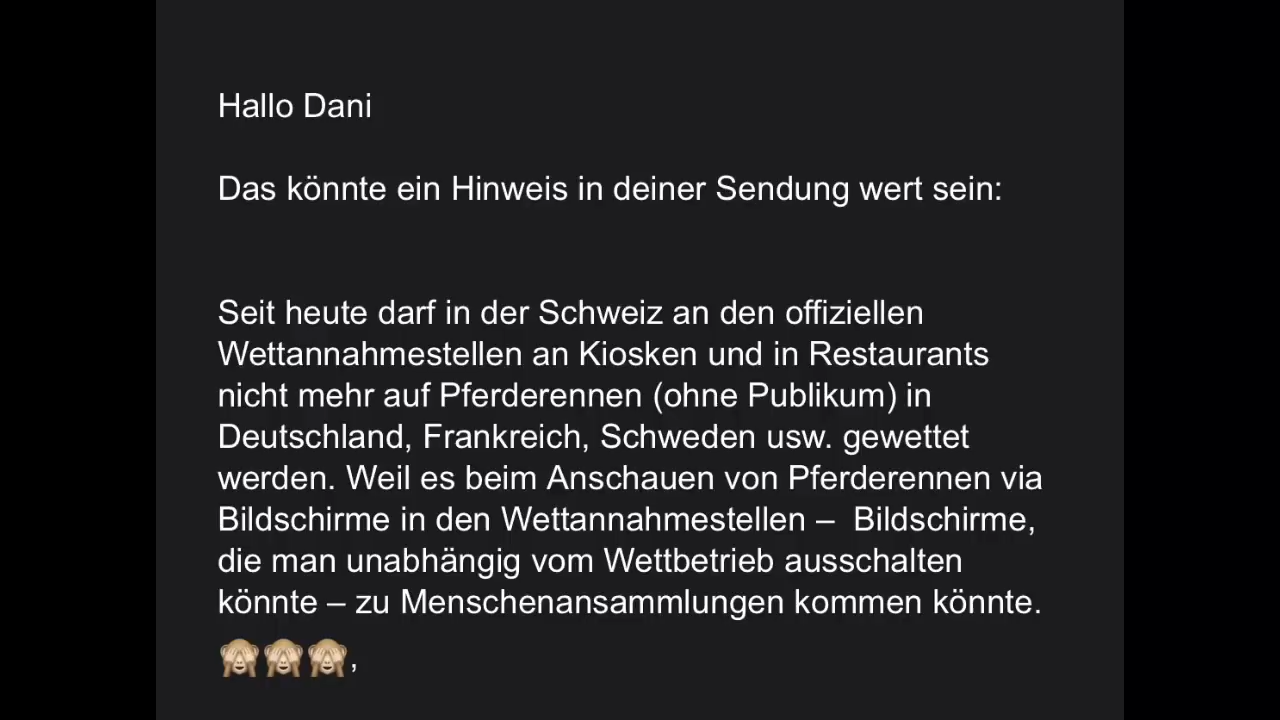 Hallo Dani
Das könnte ein Hinweis in deiner Sendung wert sein:
Seit heute darf in der Schweiz an den offiziellen
Wettannahmestellen an Kiosken und in Restaurants
nicht mehr auf Pferderennen (ohne Publikum) in
Deutschland, Frankreich, Schweden usw. gewettet
werden. Weil es beim Anschauen von Pferderennen via
Bildschirme in den Wettannahmestellen –  Bildschirme,
die man unabhängig vom Wettbetrieb ausschalten
könnte – zu Menschenansammlungen kommen könnte.
🙈🙈🙈,